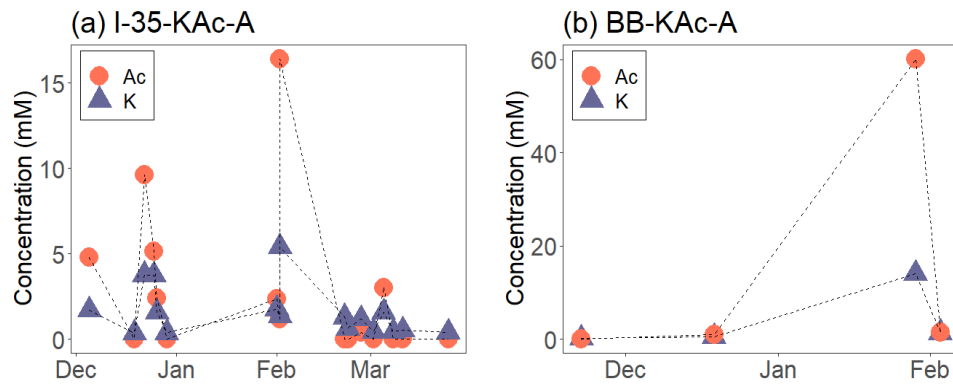 (a) I-35-KAc-A
Concentration (mM)
15
10
5
0
Ac
K
Dec Jan Feb Mar
(b) BB-KAc-A
Concentration (mM)
60
40
20
0
Ac
K
Dec Jan Feb